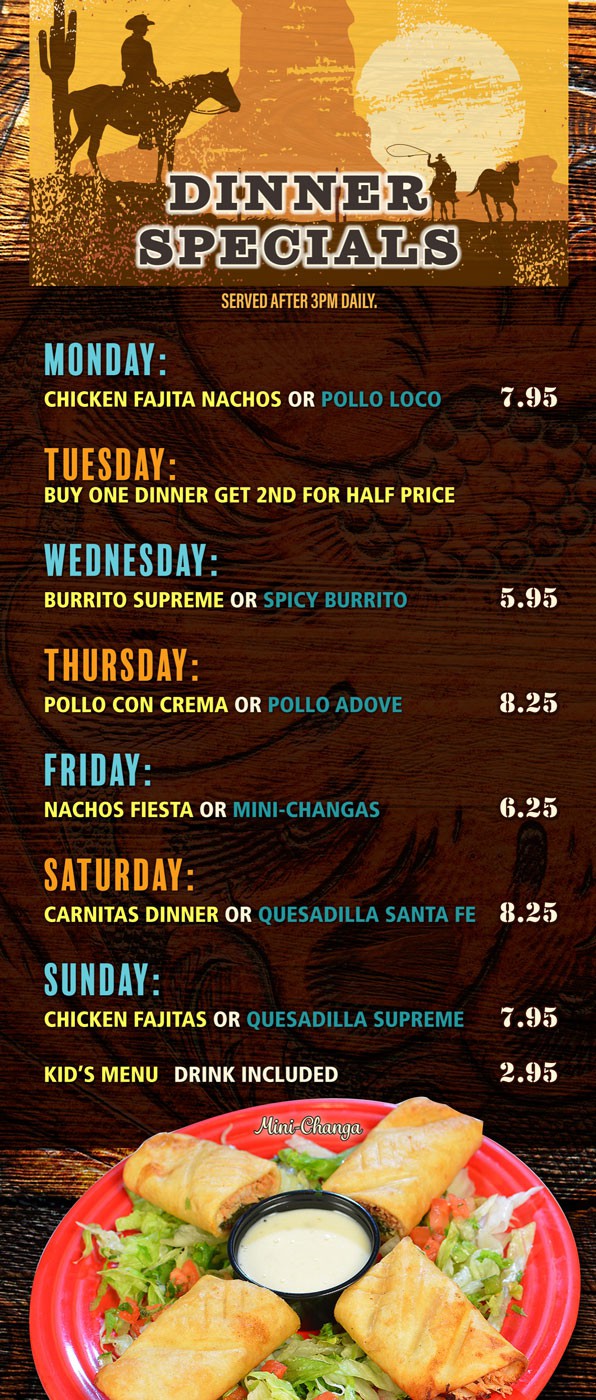 DINNER
SPECIALS
SERVED AFTER 3PM DAILY.
MONDAY:
CHICKEN FAJITA NACHOS OR POLLO LOCO 7.95
TUESDAY:
BUY ONE DINNER GET 2ND FOR HALF PRICE
WEDNESDAY:
BURRITO SUPREME OR SPICY BURRITO 5.95
THURSDAY:
POLLO CON CREMA OR POLLO ADOVE 8.25
FRIDAY:
NACHOS FIESTA OR MINI-CHANGAS 6.25
SATURDAY:
CARNITAS DINNER OR QUESADILLA SANTA FE 8.25
SUNDAY:
CHICKEN FAJITAS OR QUESADILLA SUPREME 7.95
KID'S MENU DRINK INCLUDED 2.95
Mini-Changa